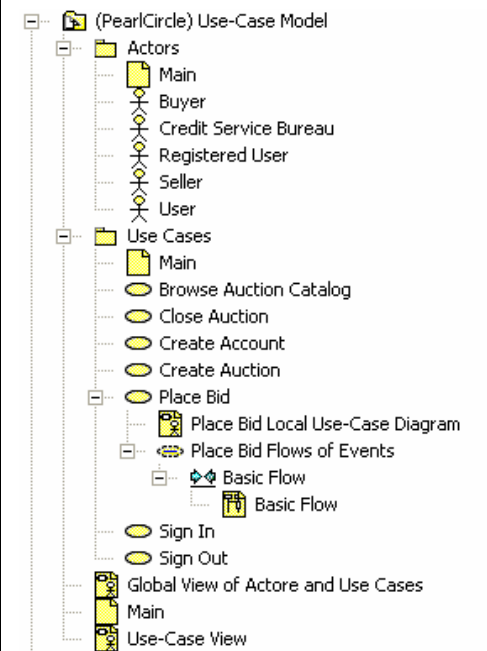 (PearlCircle) Use-Case Model
Actors
Main
Buyer
Credit Service Bureau
Registered User
Seller
User
Use Cases
Main
Browse Auction Catalog
Close Auction
Create Account
Create Auction
Place Bid
Place Bid Local Use-Case Diagram
Place Bid Flows of Events
Basic Flow
Basic Flow
Sign In
Sign Out
Global View of Actore and Use Cases
Main
Use-Case View